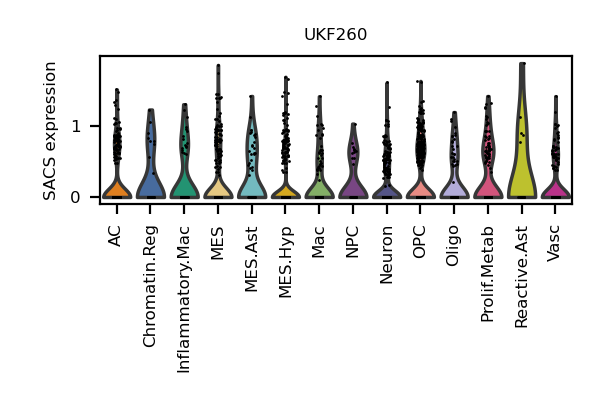 UKF260
SACS expression
1
0
AC
Chromatin.Reg
Inflammatory.Mac
MES
MES.Ast
MES.Hyp
Mac
NPC
Neuron
OPC
Oligo
Prolif.Metab
Reactive.Ast
Vasc